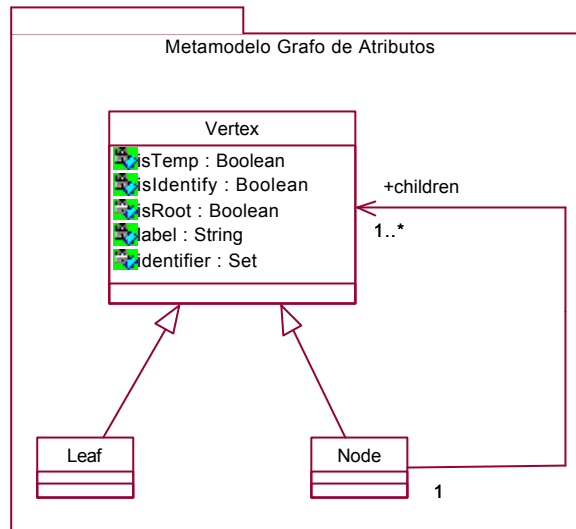 Metamodelo Grafo de Atributos
Vertex
isTemp : Boolean
isIdentify : Boolean
isRoot : Boolean
label : String
identifier : Set
+children
1..*
Leaf
Node
1